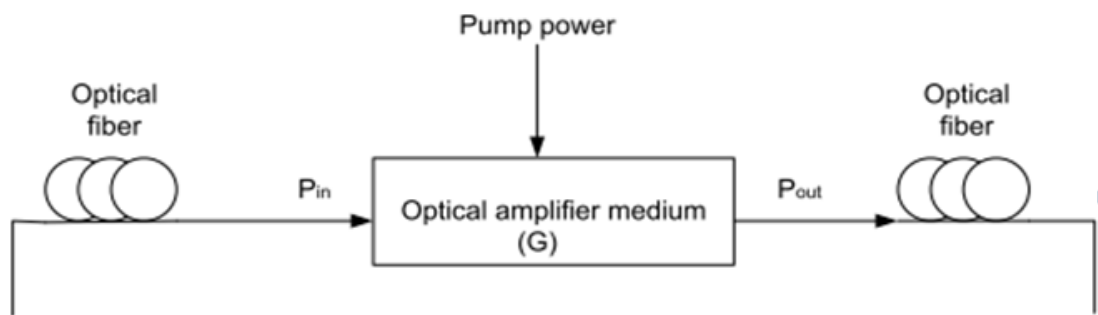 Pump power
Optical
fiber
Optical
fiber
Pin
Optical amplifier medium
(G)
Pout